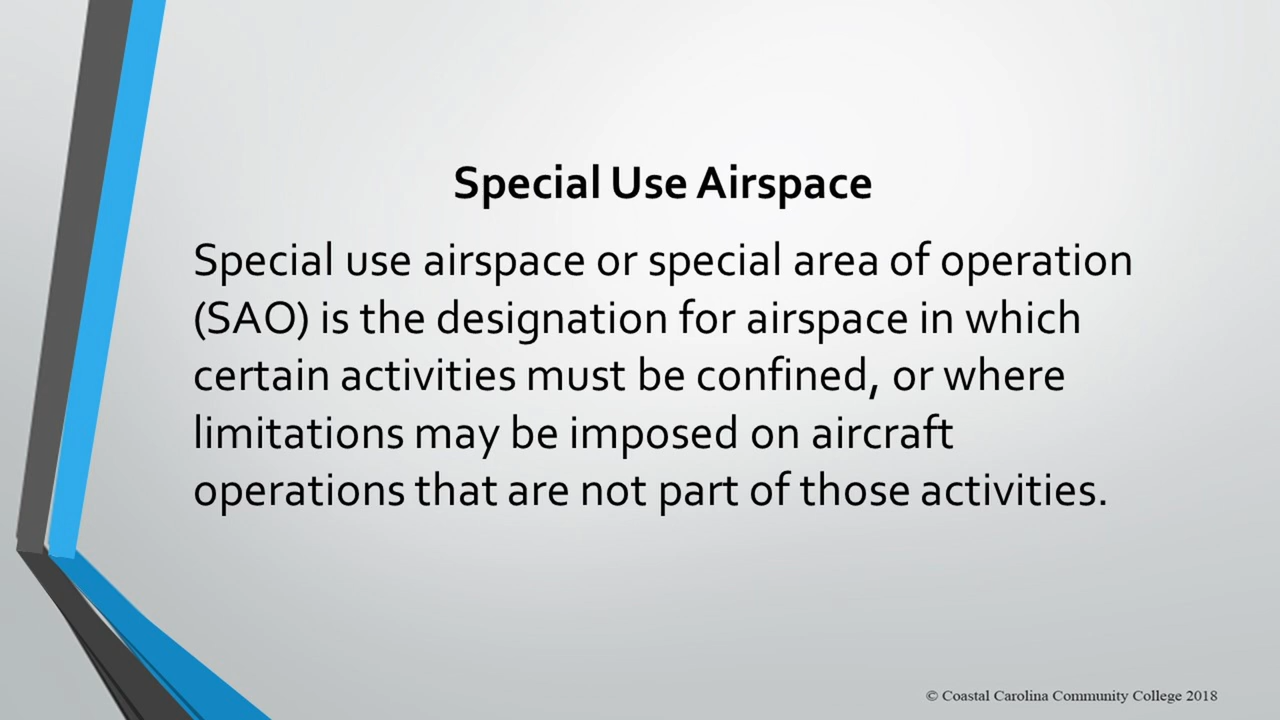 Special Use Airspace
Special use airspace or special area of operation
(SAO) is the designation for airspace in which
certain activities must be confined, or where
limitations may be imposed on aircraft
operations that are not part of those activities.
© Coastal Carolina Community College 2018